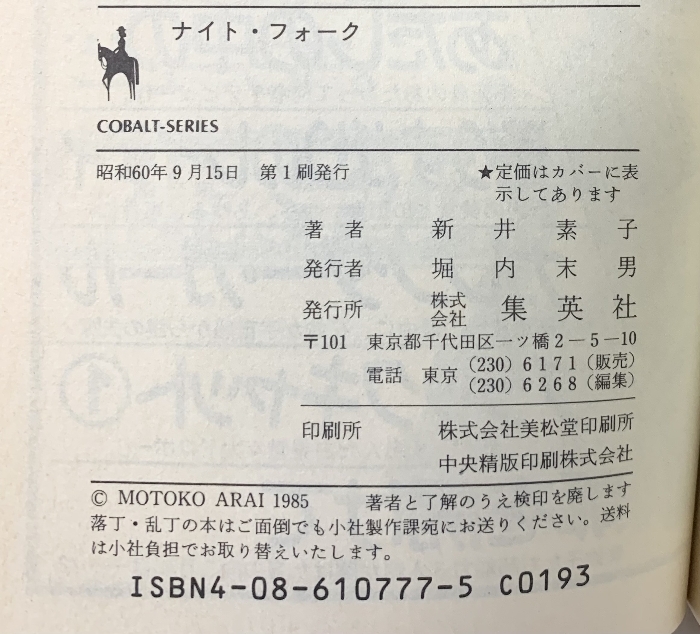 ナイト・フォーク
COBALT-SERIES
昭和60年9月15日　第1刷発行
★定価はカバーに表
示してあります
著者　新井素子
発行者　堀内末男
発行所　株式会社　集英社
〒101　東京都千代田区一ツ橋2－5－10
電話　東京　(230) 6171 (販売)
(230) 6268 (編集)
印刷所　株式会社美松堂印刷所
中央精版印刷株式会社
© MOTOKO ARAI 1985　著者と了解のうえ検印を廃します
落丁・乱丁の本はご面倒でも小社製作課宛にお送りください。送料
は小社負担でお取り替えいたします。
ISBN4-08-610777-5 C0193